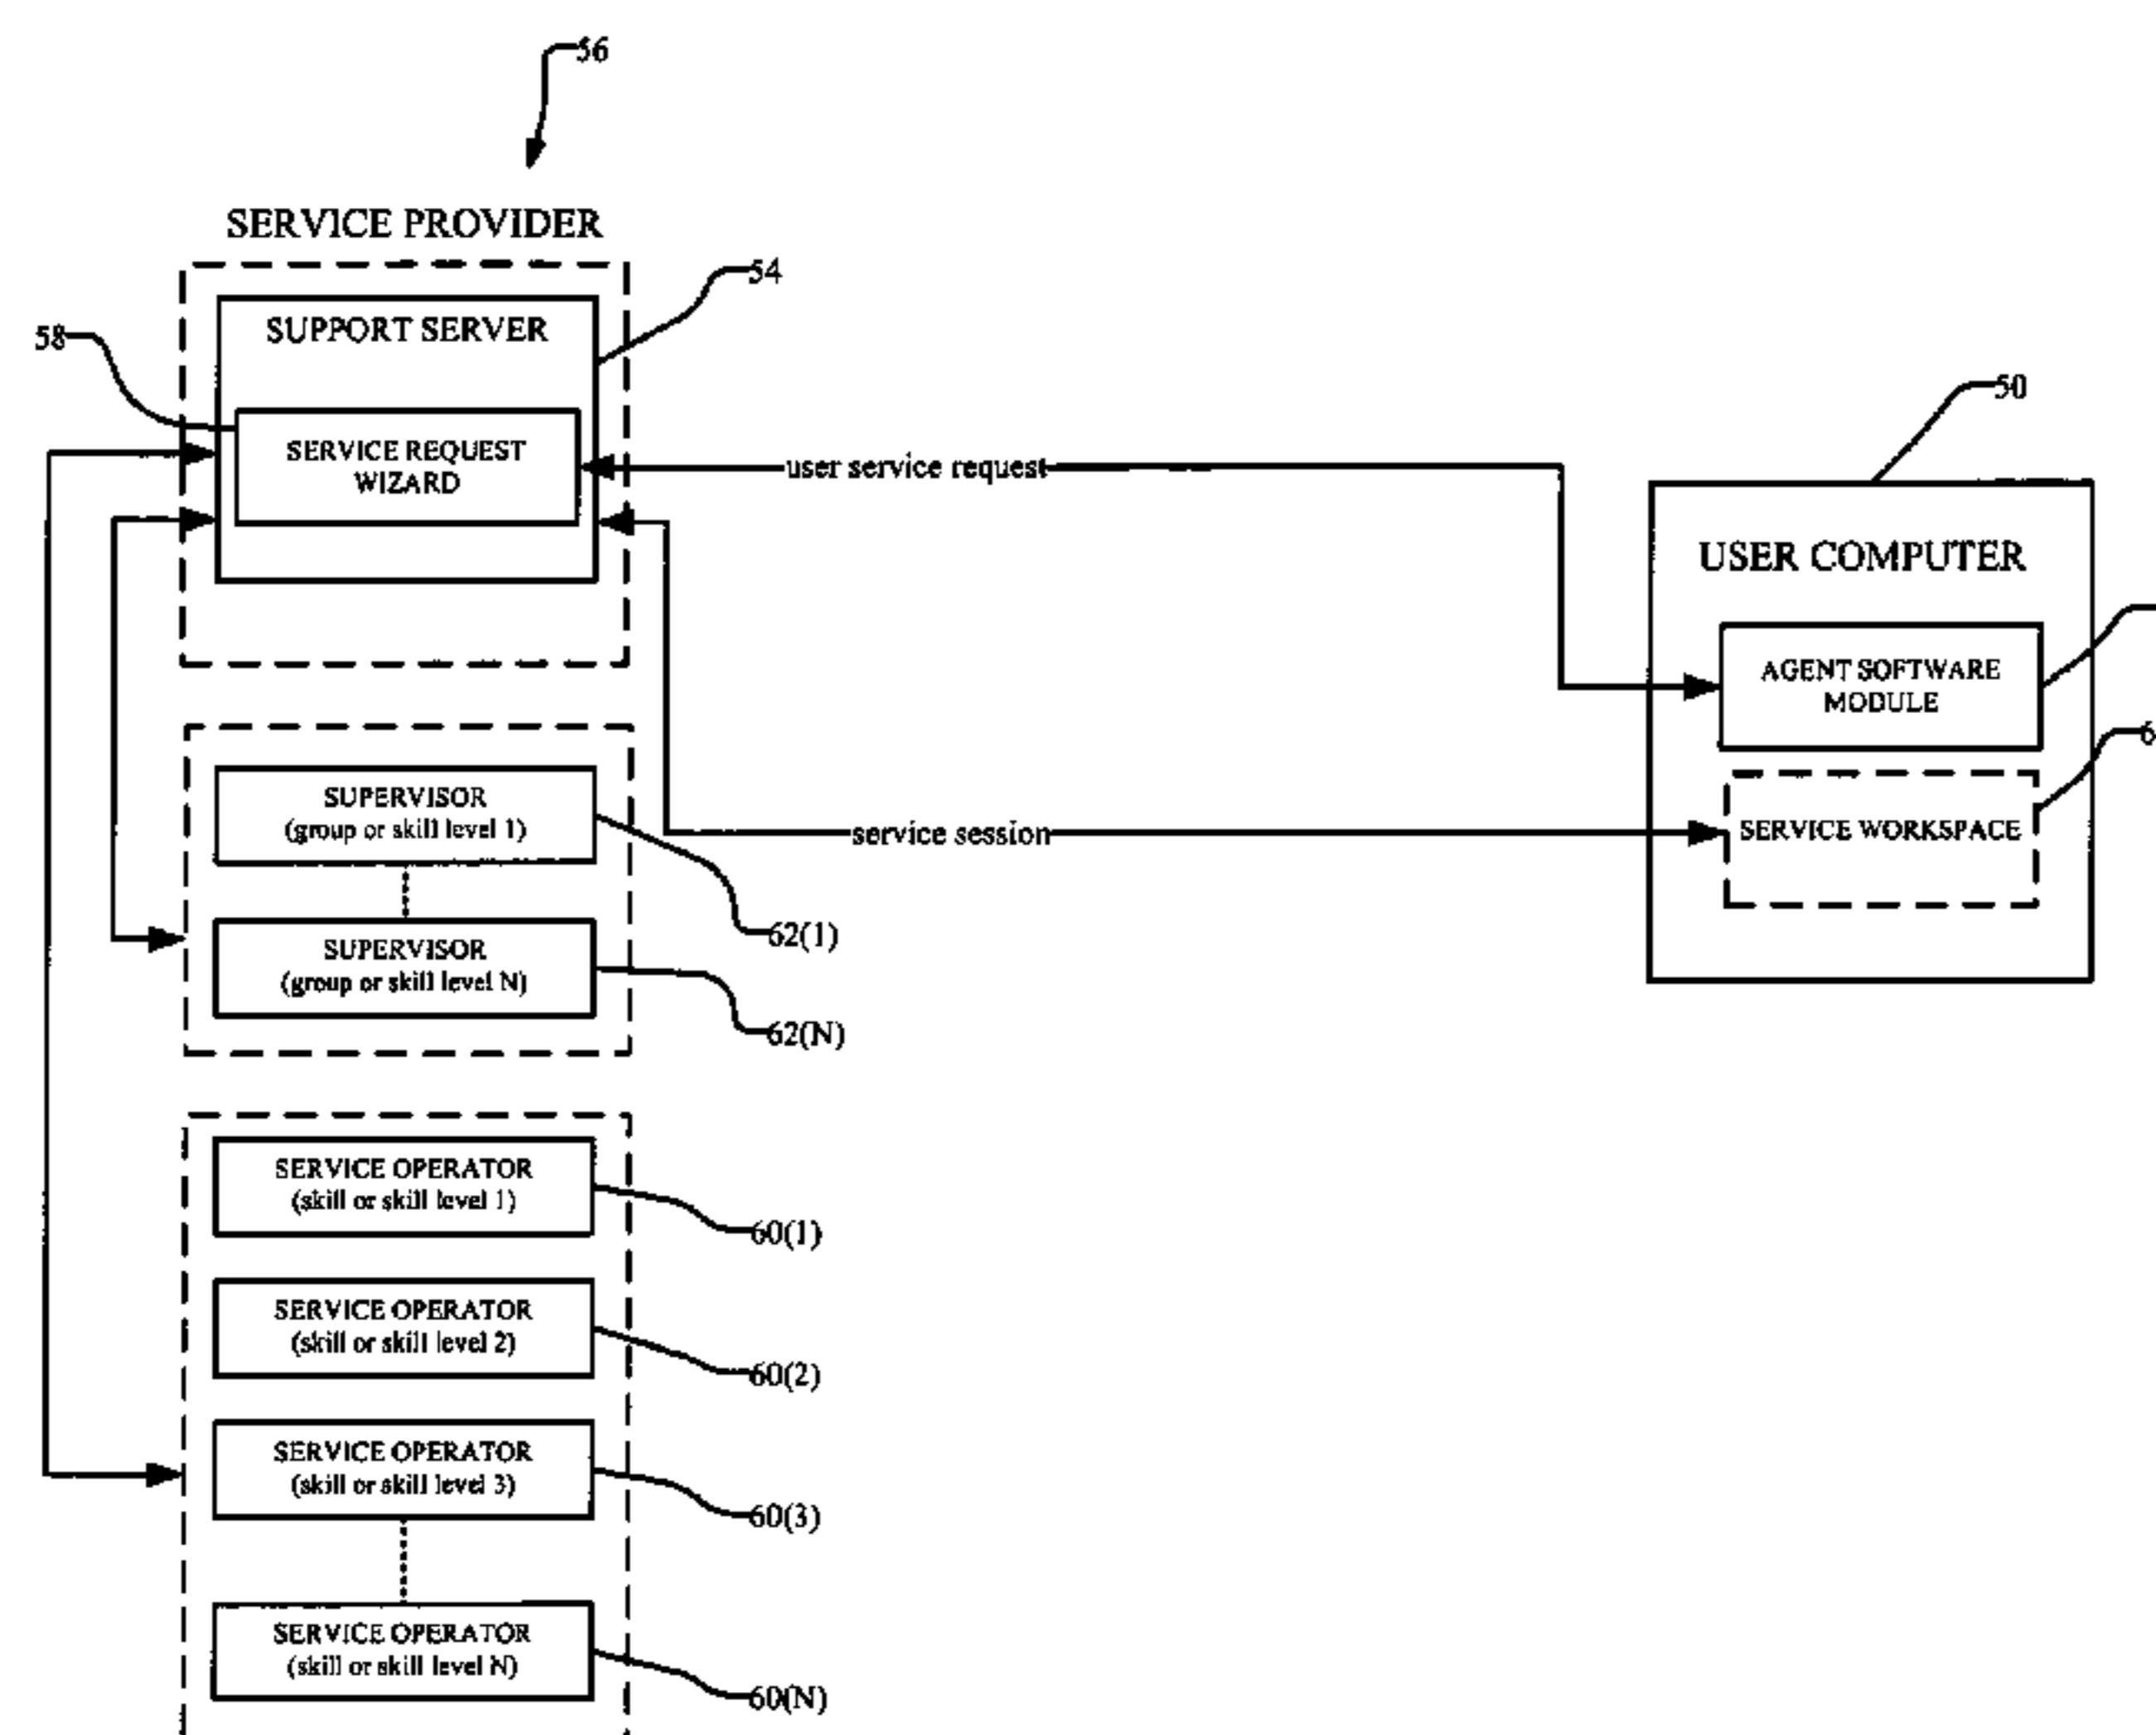 56
SERVICE PROVIDER
54
SUPPORT SERVER
58
SERVICE REQUEST
WIZARD
user service request
50
USER COMPUTER
AGENT SOFTWARE
MODULE
SERVICE WORKSPACE
service session
SUPERVISOR
(group or skill level 1)
62(1)
SUPERVISOR
(group or skill level N)
62(N)
SERVICE OPERATOR
(skill or skill level 1)
60(1)
SERVICE OPERATOR
(skill or skill level 2)
60(2)
SERVICE OPERATOR
(skill or skill level 3)
60(3)
SERVICE OPERATOR
(skill or skill level N)
60(N)